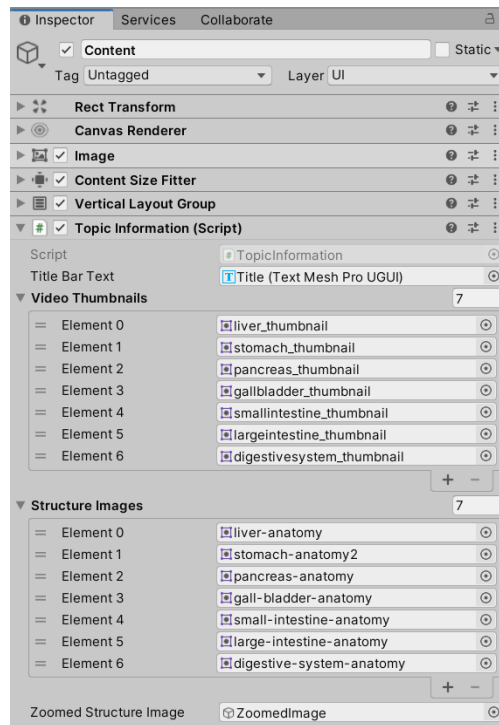 Inspector Services Collaborate
Content Static
Tag Untagged Layer UI
Rect Transform
Canvas Renderer
Image
Content Size Fitter
Vertical Layout Group
# Topic Information (Script)
Script # TopicInformation
Title Bar Text Title (Text Mesh Pro UGUI)
Video Thumbnails 7
Element 0 liver_thumbnail
Element 1 stomach_thumbnail
Element 2 pancreas_thumbnail
Element 3 gallbladder_thumbnail
Element 4 smallintestine_thumbnail
Element 5 largeintestine_thumbnail
Element 6 digestivesystem_thumbnail
+ -
Structure Images 7
Element 0 liver-anatomy
Element 1 stomach-anatomy2
Element 2 pancreas-anatomy
Element 3 gall-bladder-anatomy
Element 4 small-intestine-anatomy
Element 5 large-intestine-anatomy
Element 6 digestive-system-anatomy
+ -
Zoomed Structure Image ZoomedImage